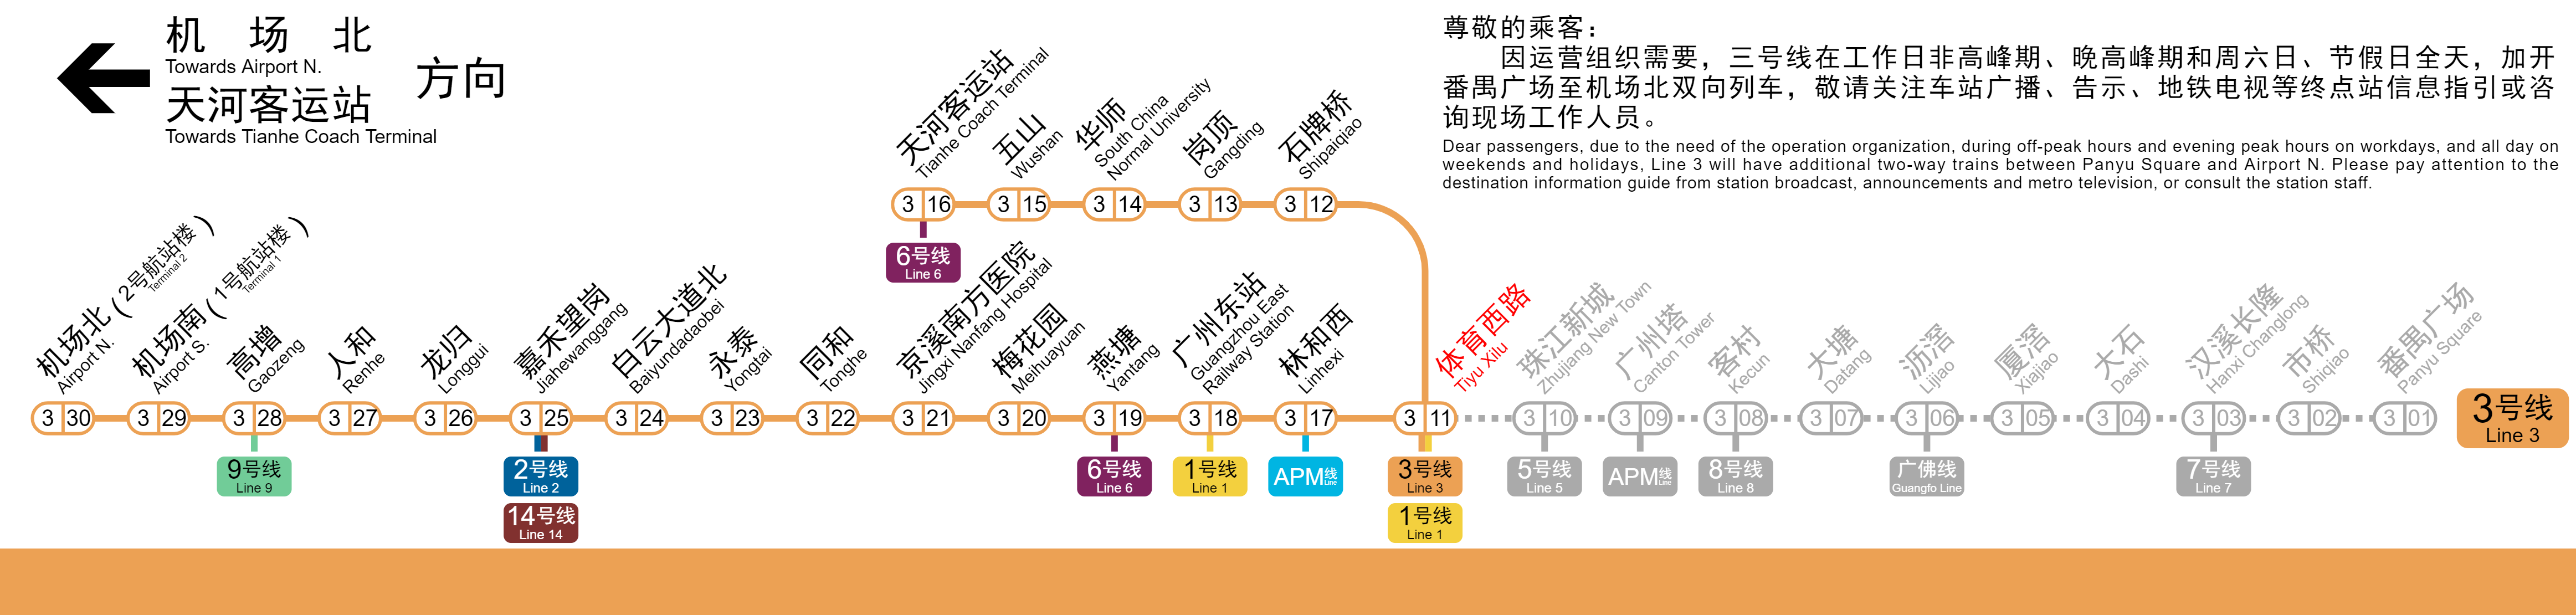 机场北
Towards Airport N.
天河客运站
Towards Tianhe Coach Terminal
方向
尊敬的乘客：
因运营组织需要，三号线在工作日非高峰期、晚高峰期和周六日、节假日全天，加开
番禺广场至机场北双向列车，敬请关注车站广播、告示、地铁电视等终点站信息指引或咨
询现场工作人员。
Dear passengers, due to the need of the operation organization, during off-peak hours and evening peak hours on workdays, and all day on
weekends and holidays, Line 3 will have additional two-way trains between Panyu Square and Airport N. Please pay attention to the
destination information guide from station broadcast, announcements and metro television, or consult the station staff.
天河客运站
Tianhe Coach Terminal
五山
Wushan
华师
South China
Normal University
岗顶
Gangding
石牌桥
Shipaiqiao
3 16
3 15
3 14
3 13
3 12
6号线
Line 6
机场北（2号航站楼）
Airport N.
Terminal 2
机场南（1号航站楼）
Airport S.
Terminal 1
高增
Gaozeng
人和
Renhe
龙归
Longgui
嘉禾望岗
Jiahewanggang
白云大道北
Baiyundadaobei
永泰
Yongtai
同和
Tonghe
京溪南方医院
Jingxi Nanfang Hospital
梅花园
Meihuayuan
燕塘
Yantang
广州东站
Guangzhou East
Railway Station
林和西
Linhexi
体育西路
Tiyu Xilu
珠江新城
Zhujiang New Town
广州塔
Canton Tower
客村
Kecun
大塘
Datang
沥滘
Lijiao
厦滘
Xiajiao
大石
Dashi
汉溪长隆
Hanxi Changlong
市桥
Shiqiao
番禺广场
Panyu Square
3 30
3 29
3 28
3 27
3 26
3 25
3 24
3 23
3 22
3 21
3 20
3 19
3 18
3 17
3 11
3 10
3 09
3 08
3 07
3 06
3 05
3 04
3 03
3 02
3 01
3号线
Line 3
9号线
Line 9
2号线
Line 2
14号线
Line 14
6号线
Line 6
1号线
Line 1
APM线
Line
3号线
Line 3
1号线
Line 1
5号线
Line 5
APM线
Line
8号线
Line 8
广佛线
Guangfo Line
7号线
Line 7